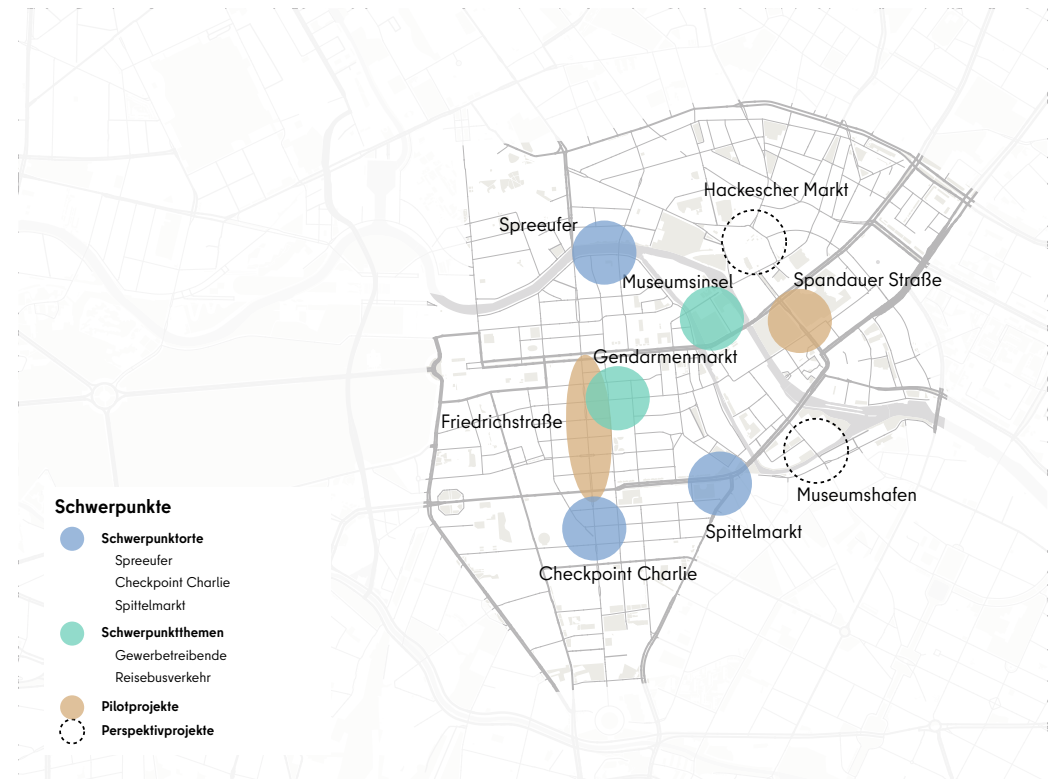 Hackescher Markt
Spreeufer
Museumsinsel
Spandauer Straße
Gendarmenmarkt
Friedrichstraße
Museumshafen
Spittelmarkt
Checkpoint Charlie
Schwerpunkte
Schwerpunktorte
Spreeufer
Checkpoint Charlie
Spittelmarkt
Schwerpunktthemen
Gewerbetreibende
Reisebusverkehr
Pilotprojekte
Perspektivprojekte